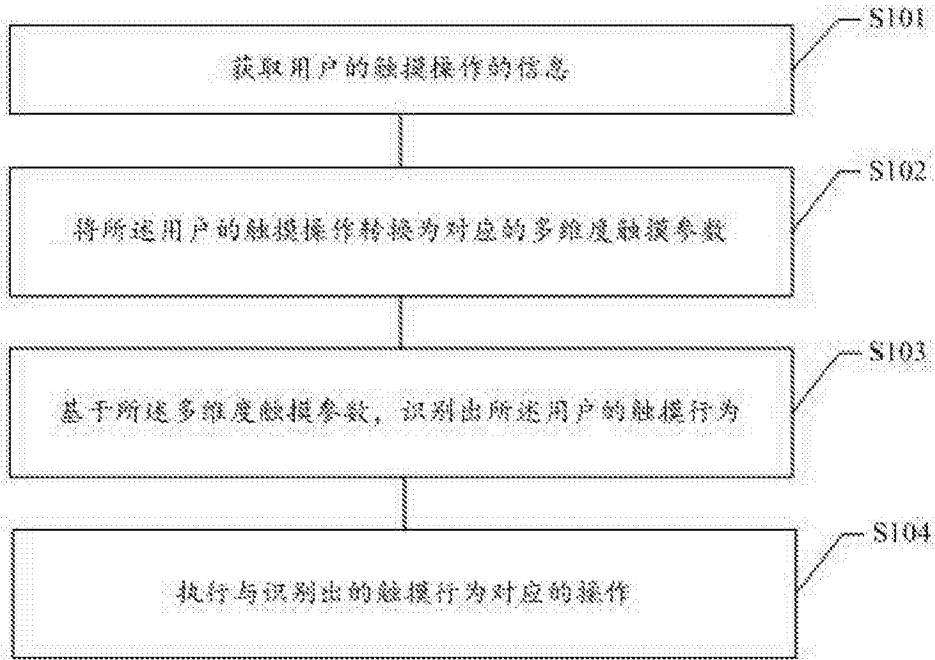 S101
获取用户的触摸操作的信息
S102
将所述用户的触摸操作转换为对应的多维度触摸参数
S103
基于所述多维度触摸参数，识别出所述用户的触摸行为
S104
执行与识别出的触摸行为对应的操作